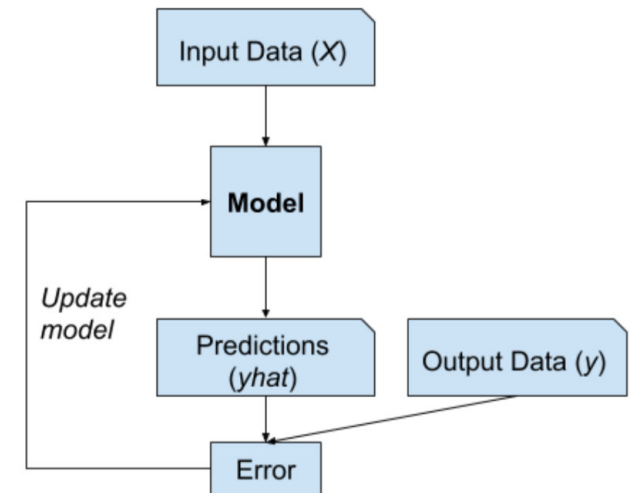 Input Data (X)
Model
Update
model
Predictions
(yhat)
Output Data (y)
Error